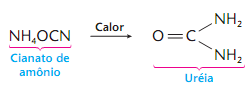 NH₄OCN
Cianato de
amônio
Calor
NH₂
O=C
NH₂
Uréia